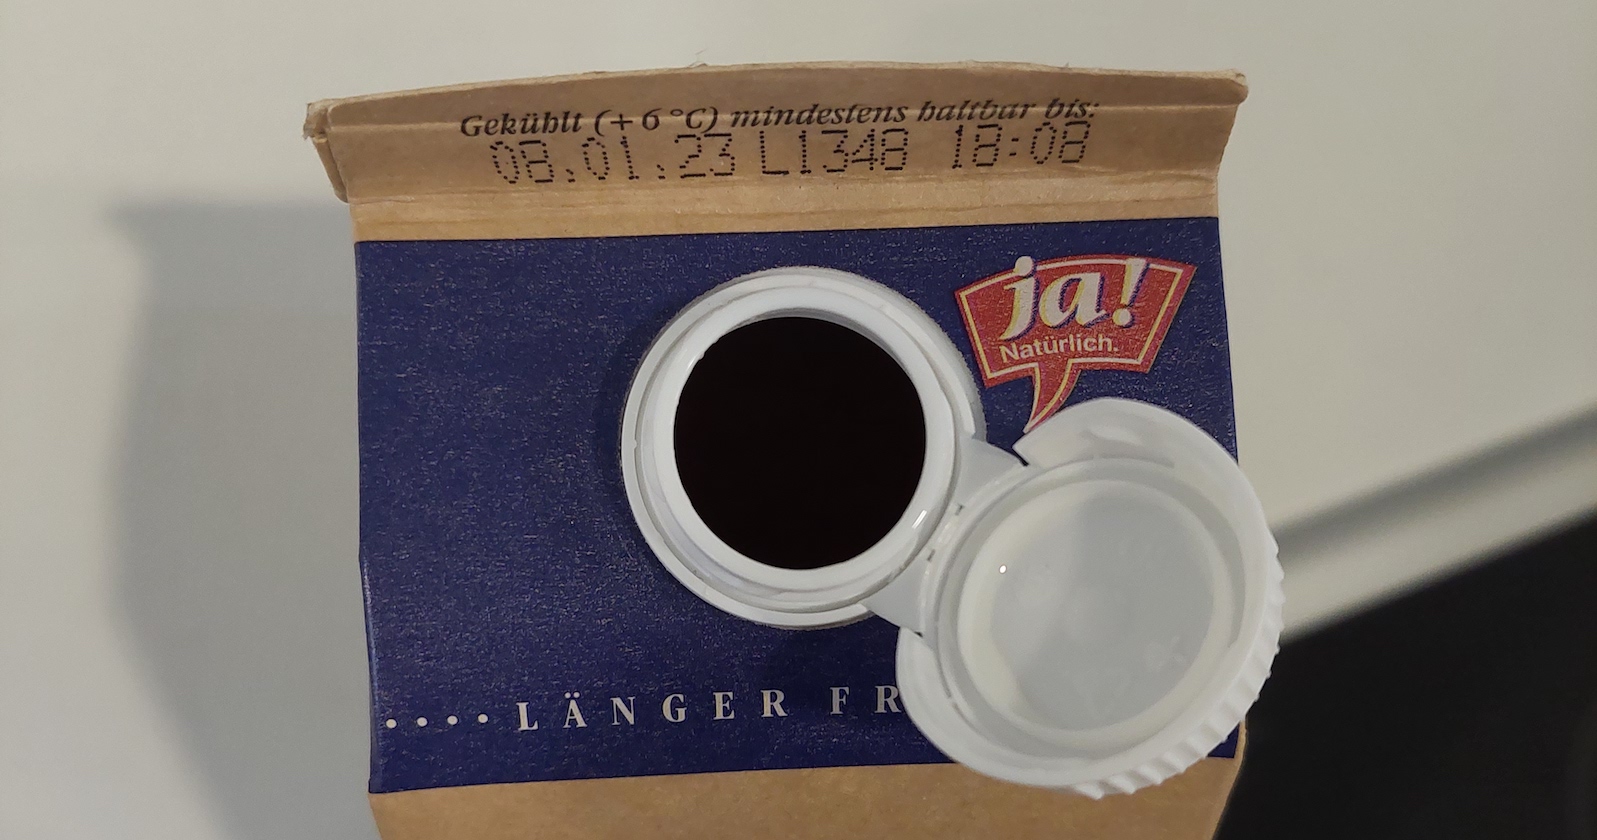 Gekühlt (+6 °C) mindestens haltbar bis:
08.01.23 L1348 18:08
ja!
Natürlich.
•••• LÄNGER FR